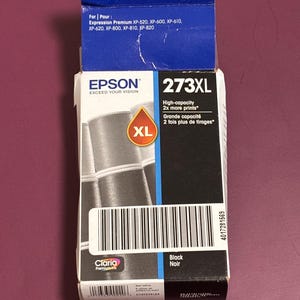 For / Pour :
Expression Premium XP-520, XP-600, XP-610,
XP-620, XP-800, XP-810, XP-820
EPSON
EXCEED YOUR VISION
273XL
High-capacity
2x more prints*
Grande capacité
2 fois plus de tirages*
XL
4017281565
Claria
Premium
Black
Noir